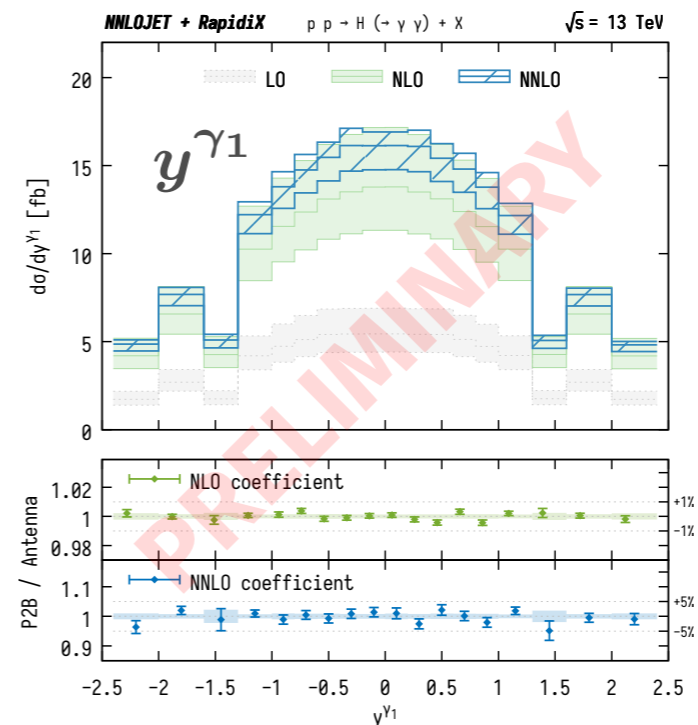 NNLOJET + RapidiX p p → H (→ γ γ) + X √s = 13 TeV
LO NLO NNLO
y^γ1
dσ/dy^γ1 [fb]
20
15
10
5
0
PRELIMINARY
NLO coefficient
1.02
1
0.98
+1%
-1%
P2B / Antenna
NNLO coefficient
1.1
1
0.9
+5%
-5%
-2.5 -2 -1.5 -1 -0.5 0 0.5 1 1.5 2 2.5
y^γ1